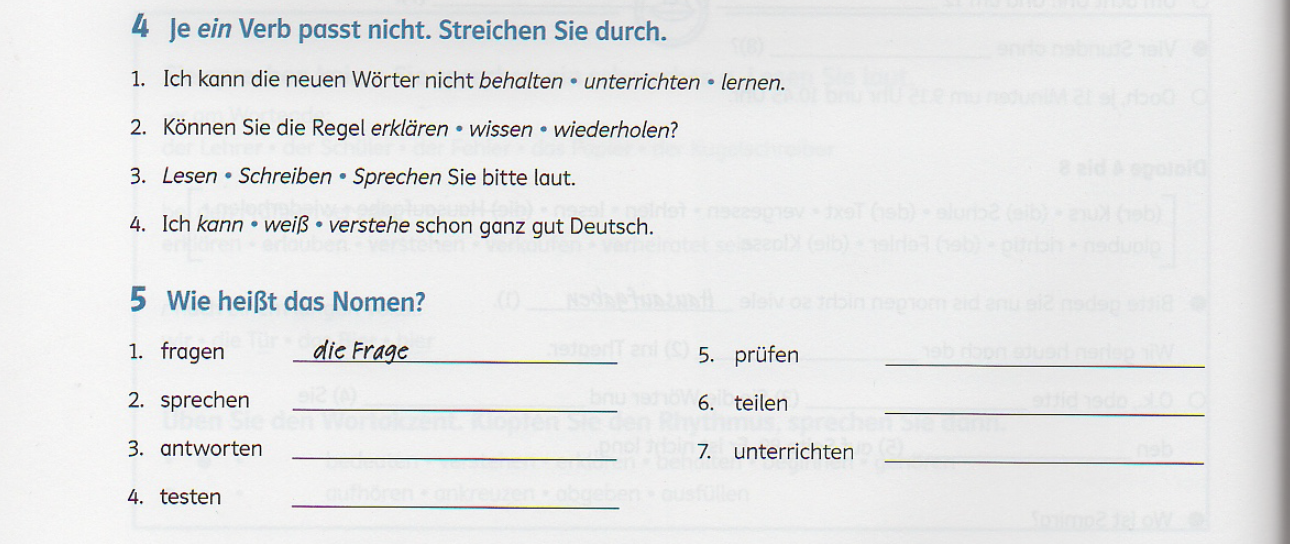 4 Je ein Verb passt nicht. Streichen Sie durch.
1. Ich kann die neuen Wörter nicht behalten • unterrichten • lernen.
2. Können Sie die Regel erklären • wissen • wiederholen?
3. Lesen • Schreiben • Sprechen Sie bitte laut.
4. Ich kann • weiß • verstehe schon ganz gut Deutsch.
5 Wie heißt das Nomen?
1. fragen die Frage
2. sprechen
3. antworten
4. testen
5. prüfen
6. teilen
7. unterrichten